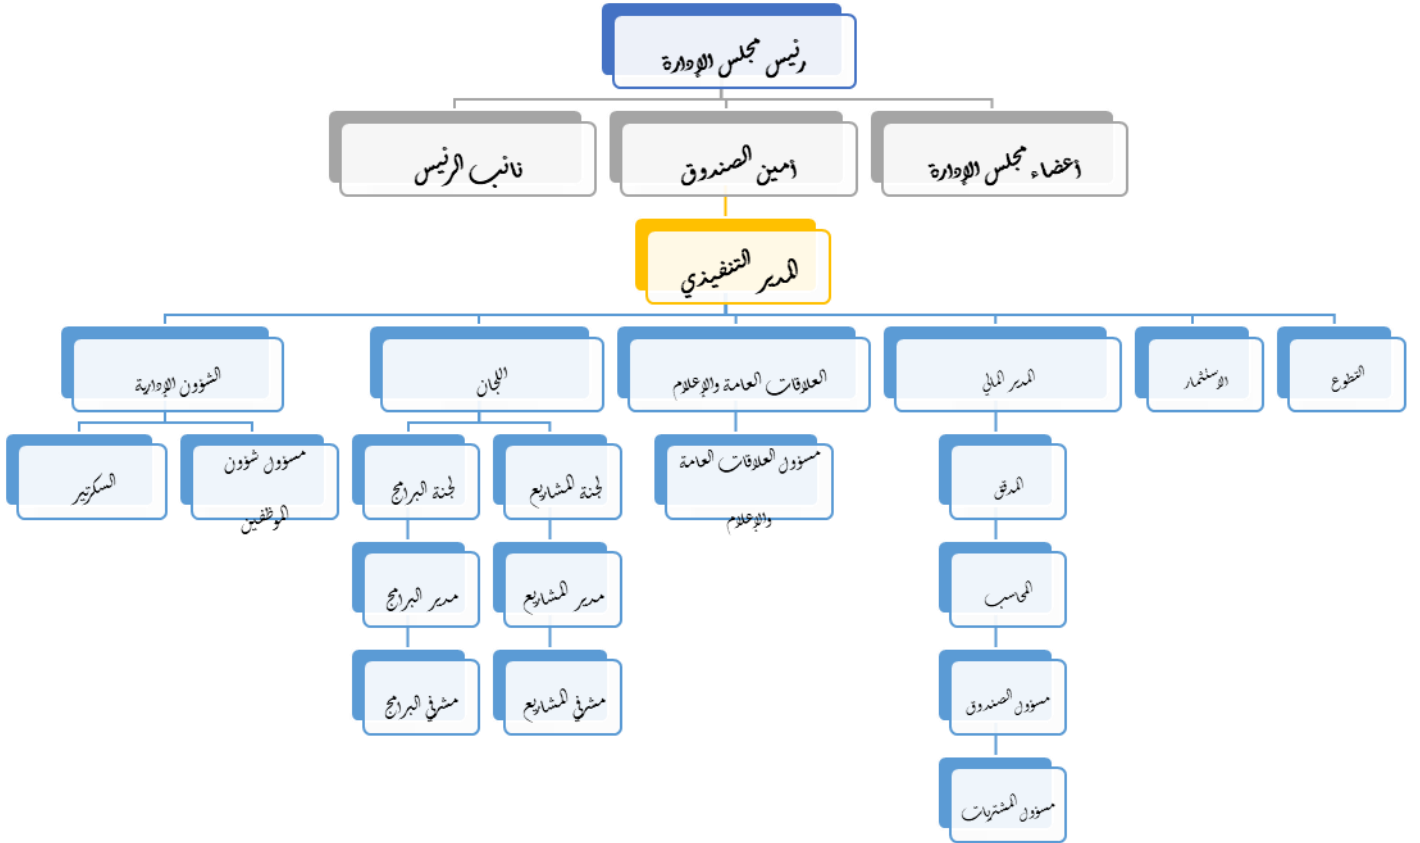 رئيس مجلس الإدارة
أعضاء مجلس الإدارة
أمين الصندوق
نائب الرئيس
المدير التنفيذي
التطوع
الاستثمار
المدير المالي
العلاقات العامة والإعلام
اللجان
الشؤون الإدارية
المدقق
مسؤول العلاقات العامة
والإعلام
لجنة المشاريع
لجنة البرامج
مسؤول شؤون
الموظفين
السكرتير
المحاسب
مدير المشاريع
مدير البرامج
مسؤول الصندوق
مشرفي المشاريع
مشرفي البرامج
مسؤول المشتريات